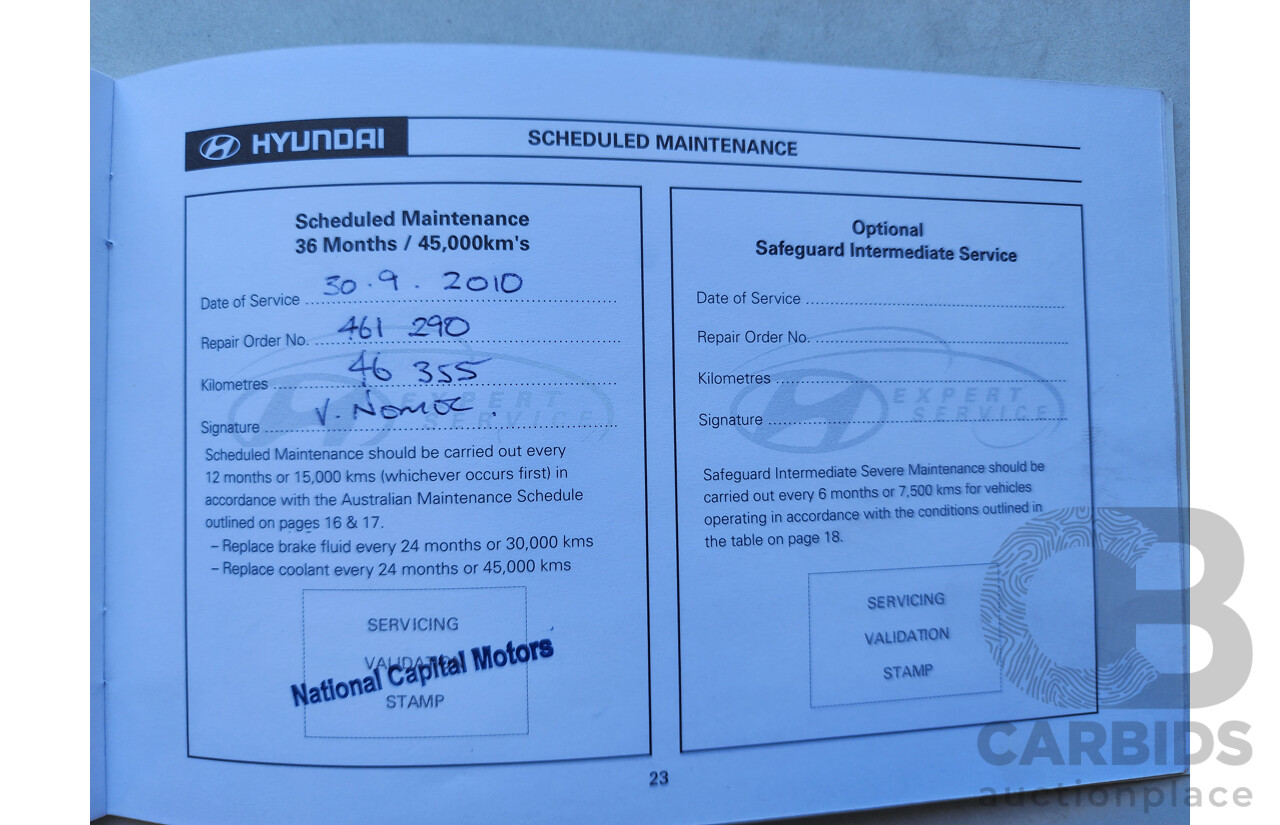 HYUNDAI
SCHEDULED MAINTENANCE
Scheduled Maintenance
36 Months / 45,000km's
Date of Service 30.9.2010
Repair Order No. 461 290
Kilometres 46 355
Signature V.
EXPERT
SERVICE
Scheduled Maintenance should be carried out every
12 months or 15,000 kms (whichever occurs first) in
accordance with the Australian Maintenance Schedule
outlined on pages 16 & 17.
– Replace brake fluid every 24 months or 30,000 kms
– Replace coolant every 24 months or 45,000 kms
SERVICING
VALIDATION
STAMP
National Capital Motors
Optional
Safeguard Intermediate Service
Date of Service
Repair Order No.
Kilometres
Signature
EXPERT
SERVICE
Safeguard Intermediate Severe Maintenance should be
carried out every 6 months or 7,500 kms for vehicles
operating in accordance with the conditions outlined in
the table on page 18.
SERVICING
VALIDATION
STAMP
23
CB
CARBIDS
auctionplace